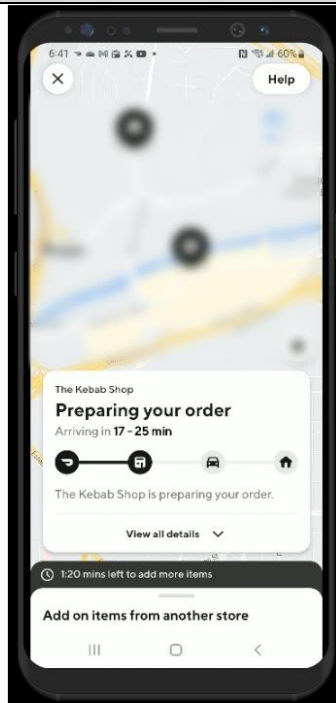 6:41
60%
Help
The Kebab Shop
Preparing your order
Arriving in 17 - 25 min
The Kebab Shop is preparing your order.
View all details
1:20 mins left to add more items
Add on items from another store